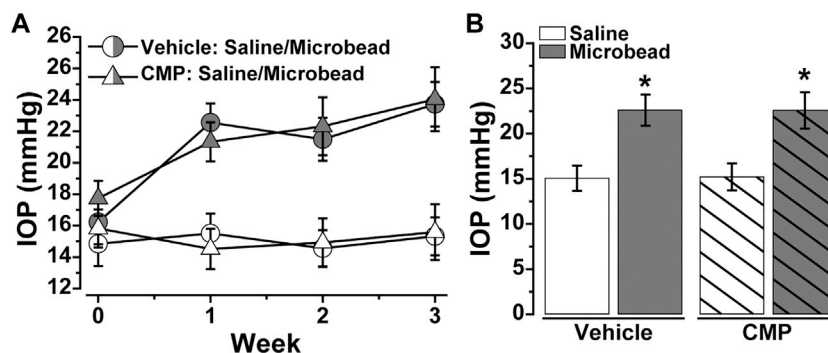 A
Vehicle: Saline/Microbead
CMP: Saline/Microbead
IOP (mmHg)
26
24
22
20
18
16
14
12
0
1
2
3
Week
B
Saline
Microbead
IOP (mmHg)
30
25
20
15
10
5
0
*
*
Vehicle
CMP